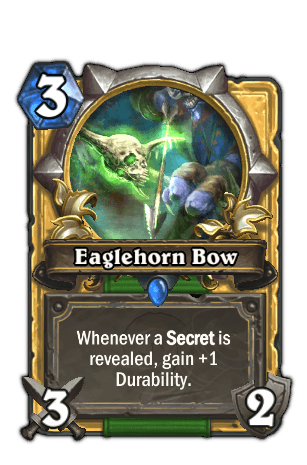 3
Eaglehorn Bow
Whenever a Secret is
revealed, gain +1
Durability.
3
2